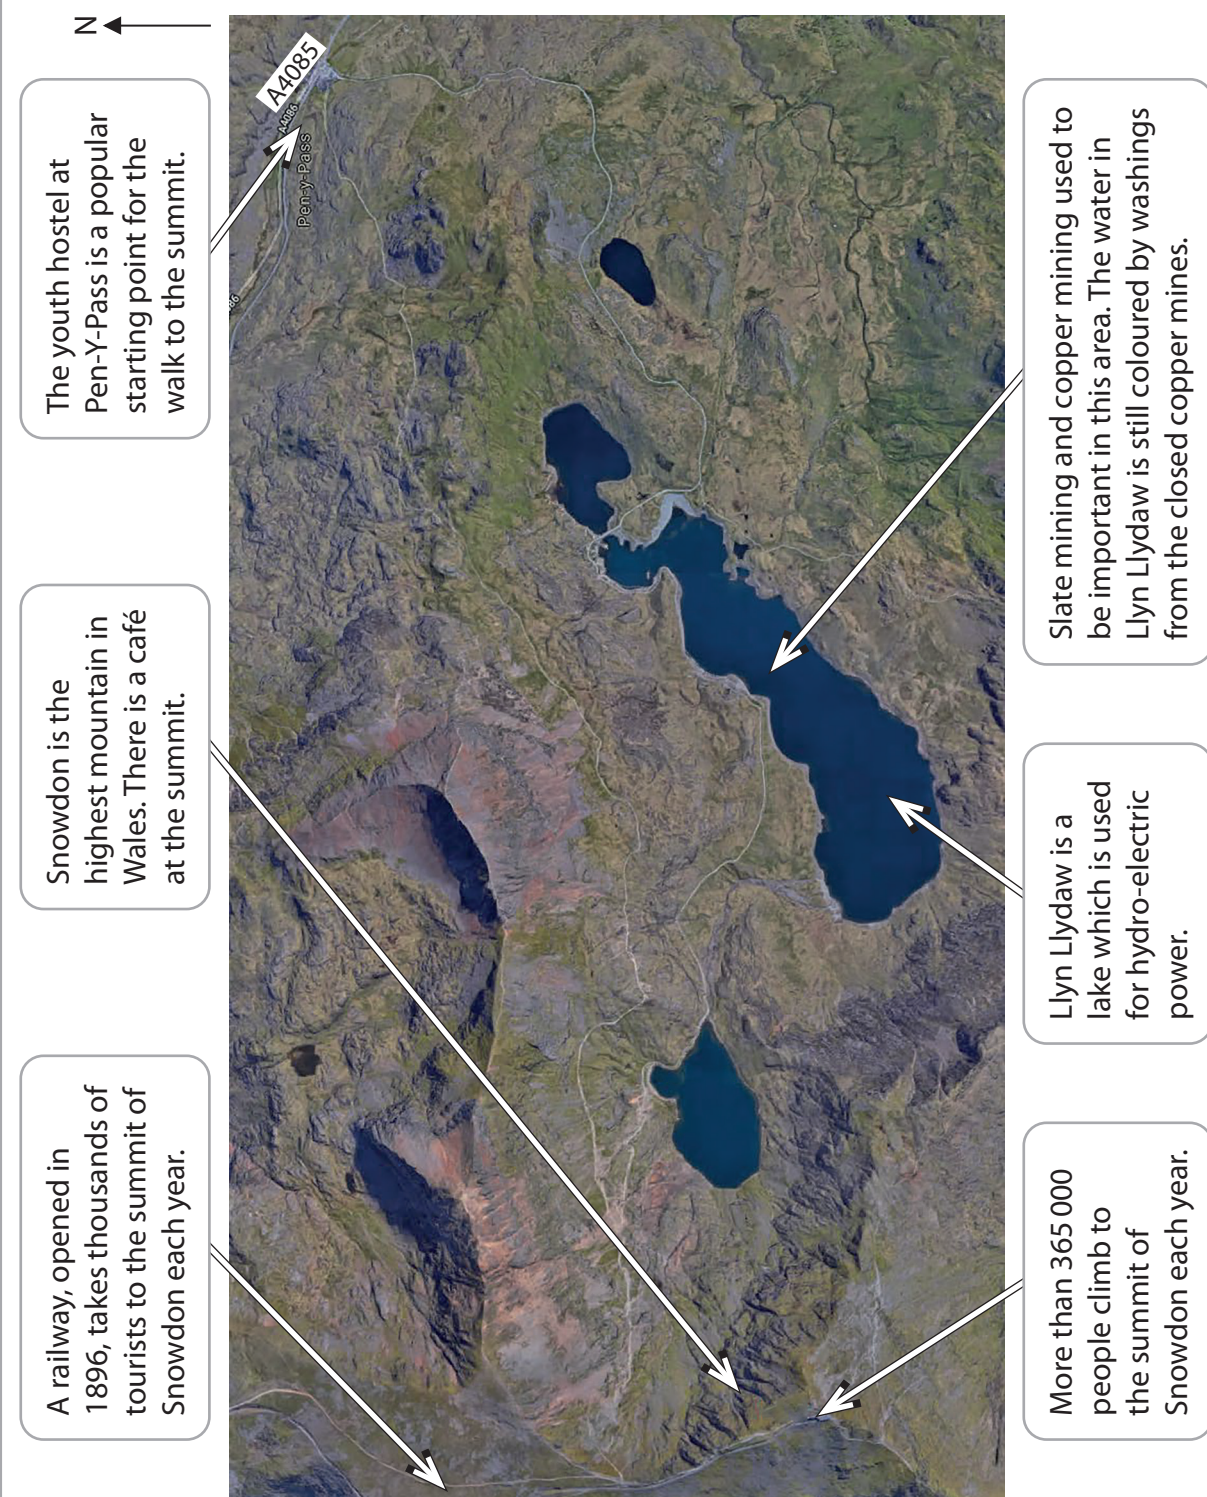 N
A railway, opened in
1896, takes thousands of
tourists to the summit of
Snowdon each year.
Snowdon is the
highest mountain in
Wales. There is a café
at the summit.
The youth hostel at
Pen-Y-Pass is a popular
starting point for the
walk to the summit.
A4085
A4086
Pen-y-Pass
86
More than 365 000
people climb to
the summit of
Snowdon each year.
Llyn Llydaw is a
lake which is used
for hydro-electric
power.
Slate mining and copper mining used to
be important in this area. The water in
Llyn Llydaw is still coloured by washings
from the closed copper mines.